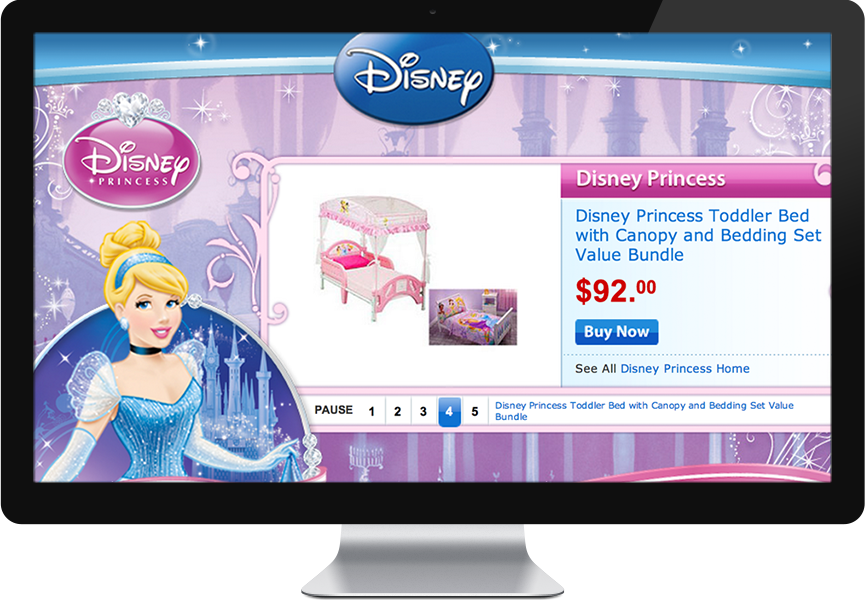 Disney
Disney
PRINCESS
Disney Princess
Disney Princess Toddler Bed
with Canopy and Bedding Set
Value Bundle
$92.00
Buy Now
See All Disney Princess Home
PAUSE 1 2 3 4 5
Disney Princess Toddler Bed with Canopy and Bedding Set Value
Bundle